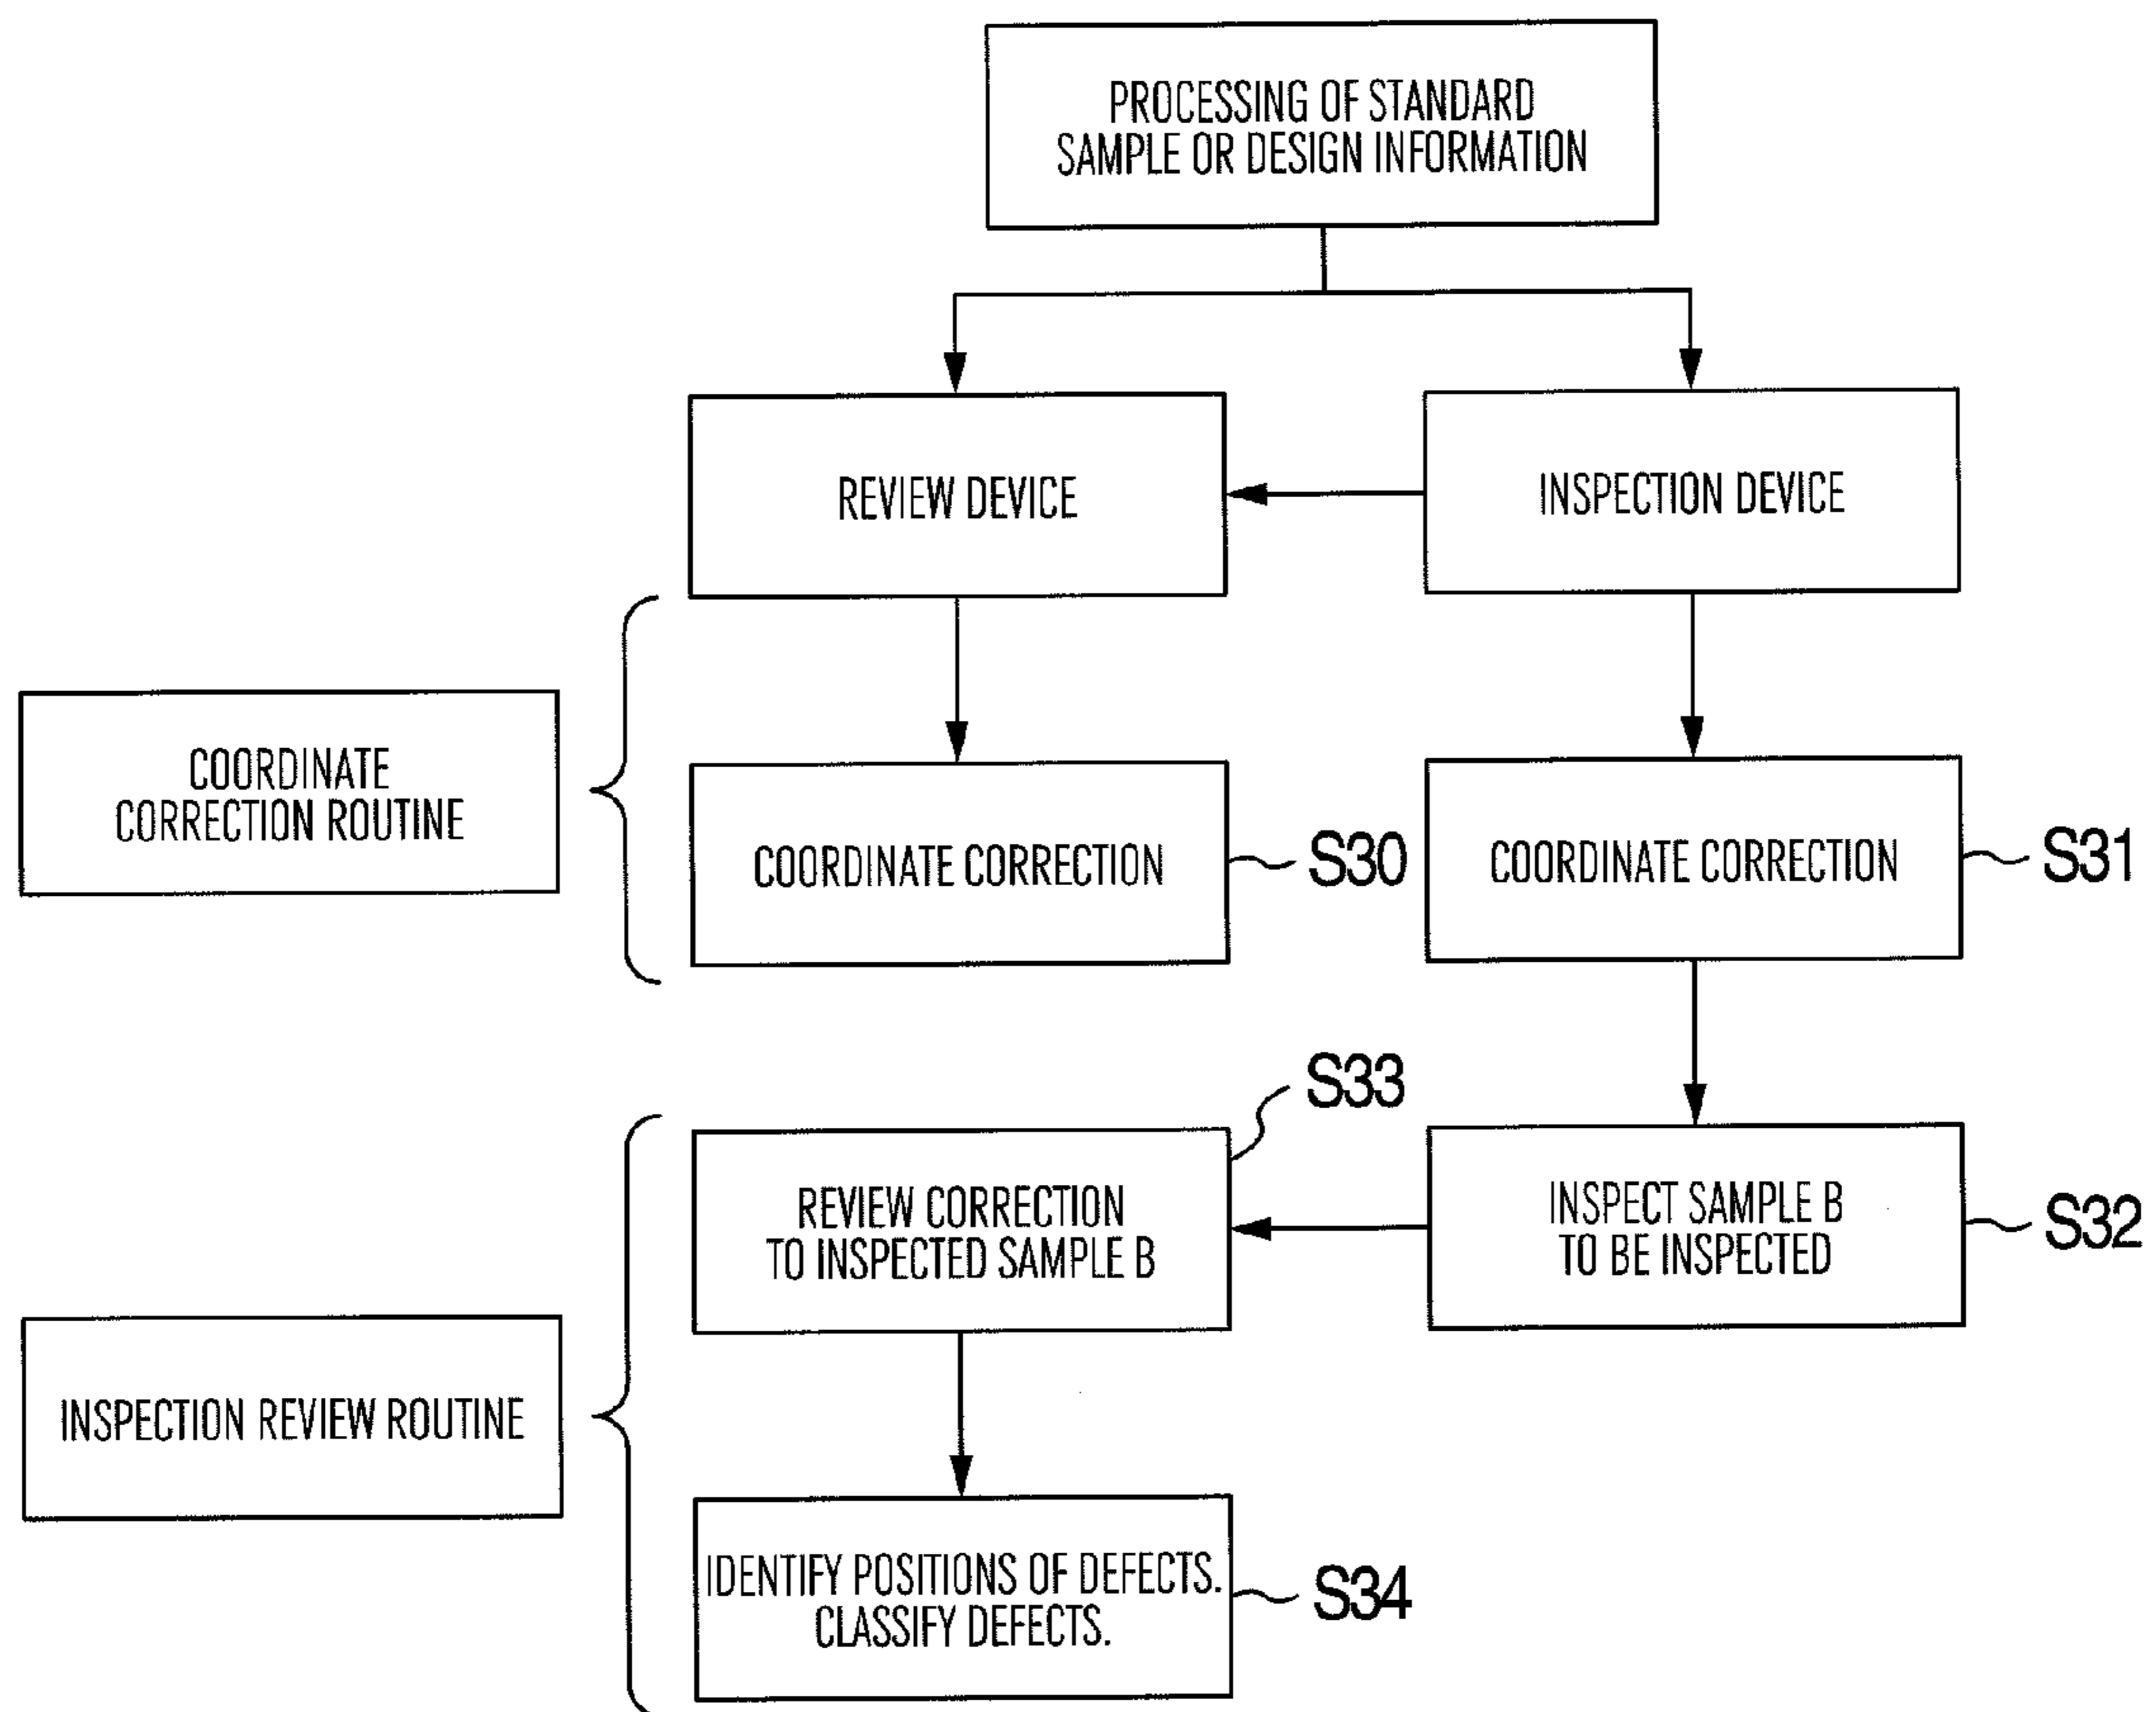 PROCESSING OF STANDARD
SAMPLE OR DESIGN INFORMATION
REVIEW DEVICE
INSPECTION DEVICE
COORDINATE
CORRECTION ROUTINE
COORDINATE CORRECTION
S30
COORDINATE CORRECTION
S31
S33
REVIEW CORRECTION
TO INSPECTED SAMPLE B
INSPECT SAMPLE B
TO BE INSPECTED
S32
INSPECTION REVIEW ROUTINE
IDENTIFY POSITIONS OF DEFECTS.
CLASSIFY DEFECTS.
S34